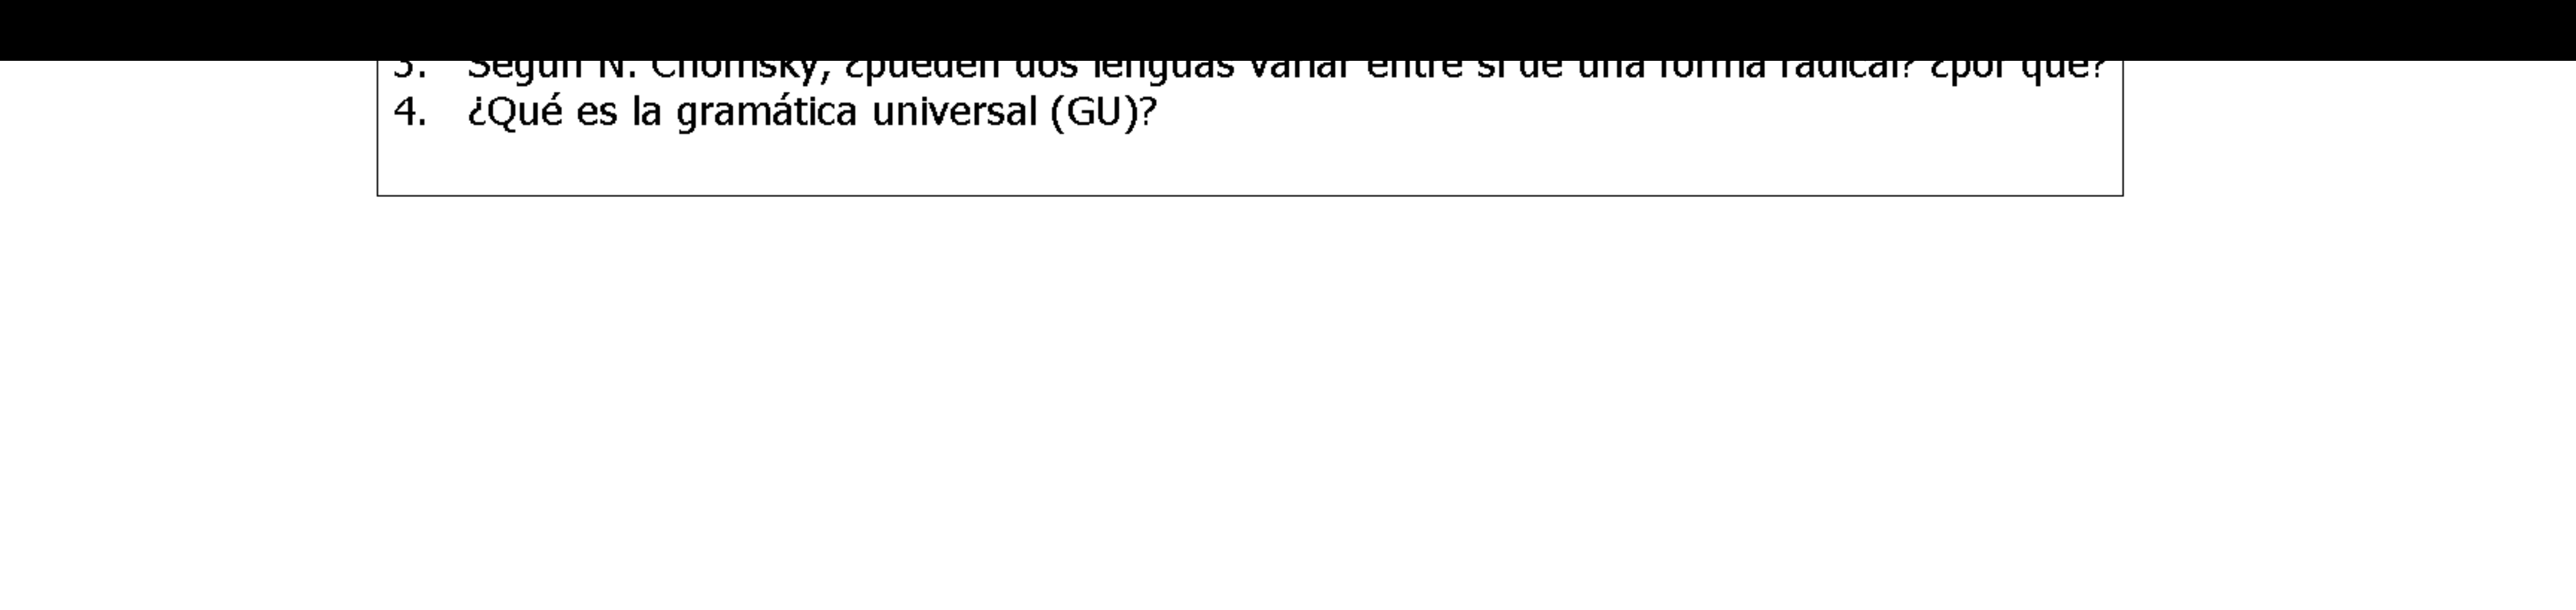 3. Según N. Chomsky, ¿pueden dos lenguas variar entre sí de una forma radical? ¿por qué?
4. ¿Qué es la gramática universal (GU)?